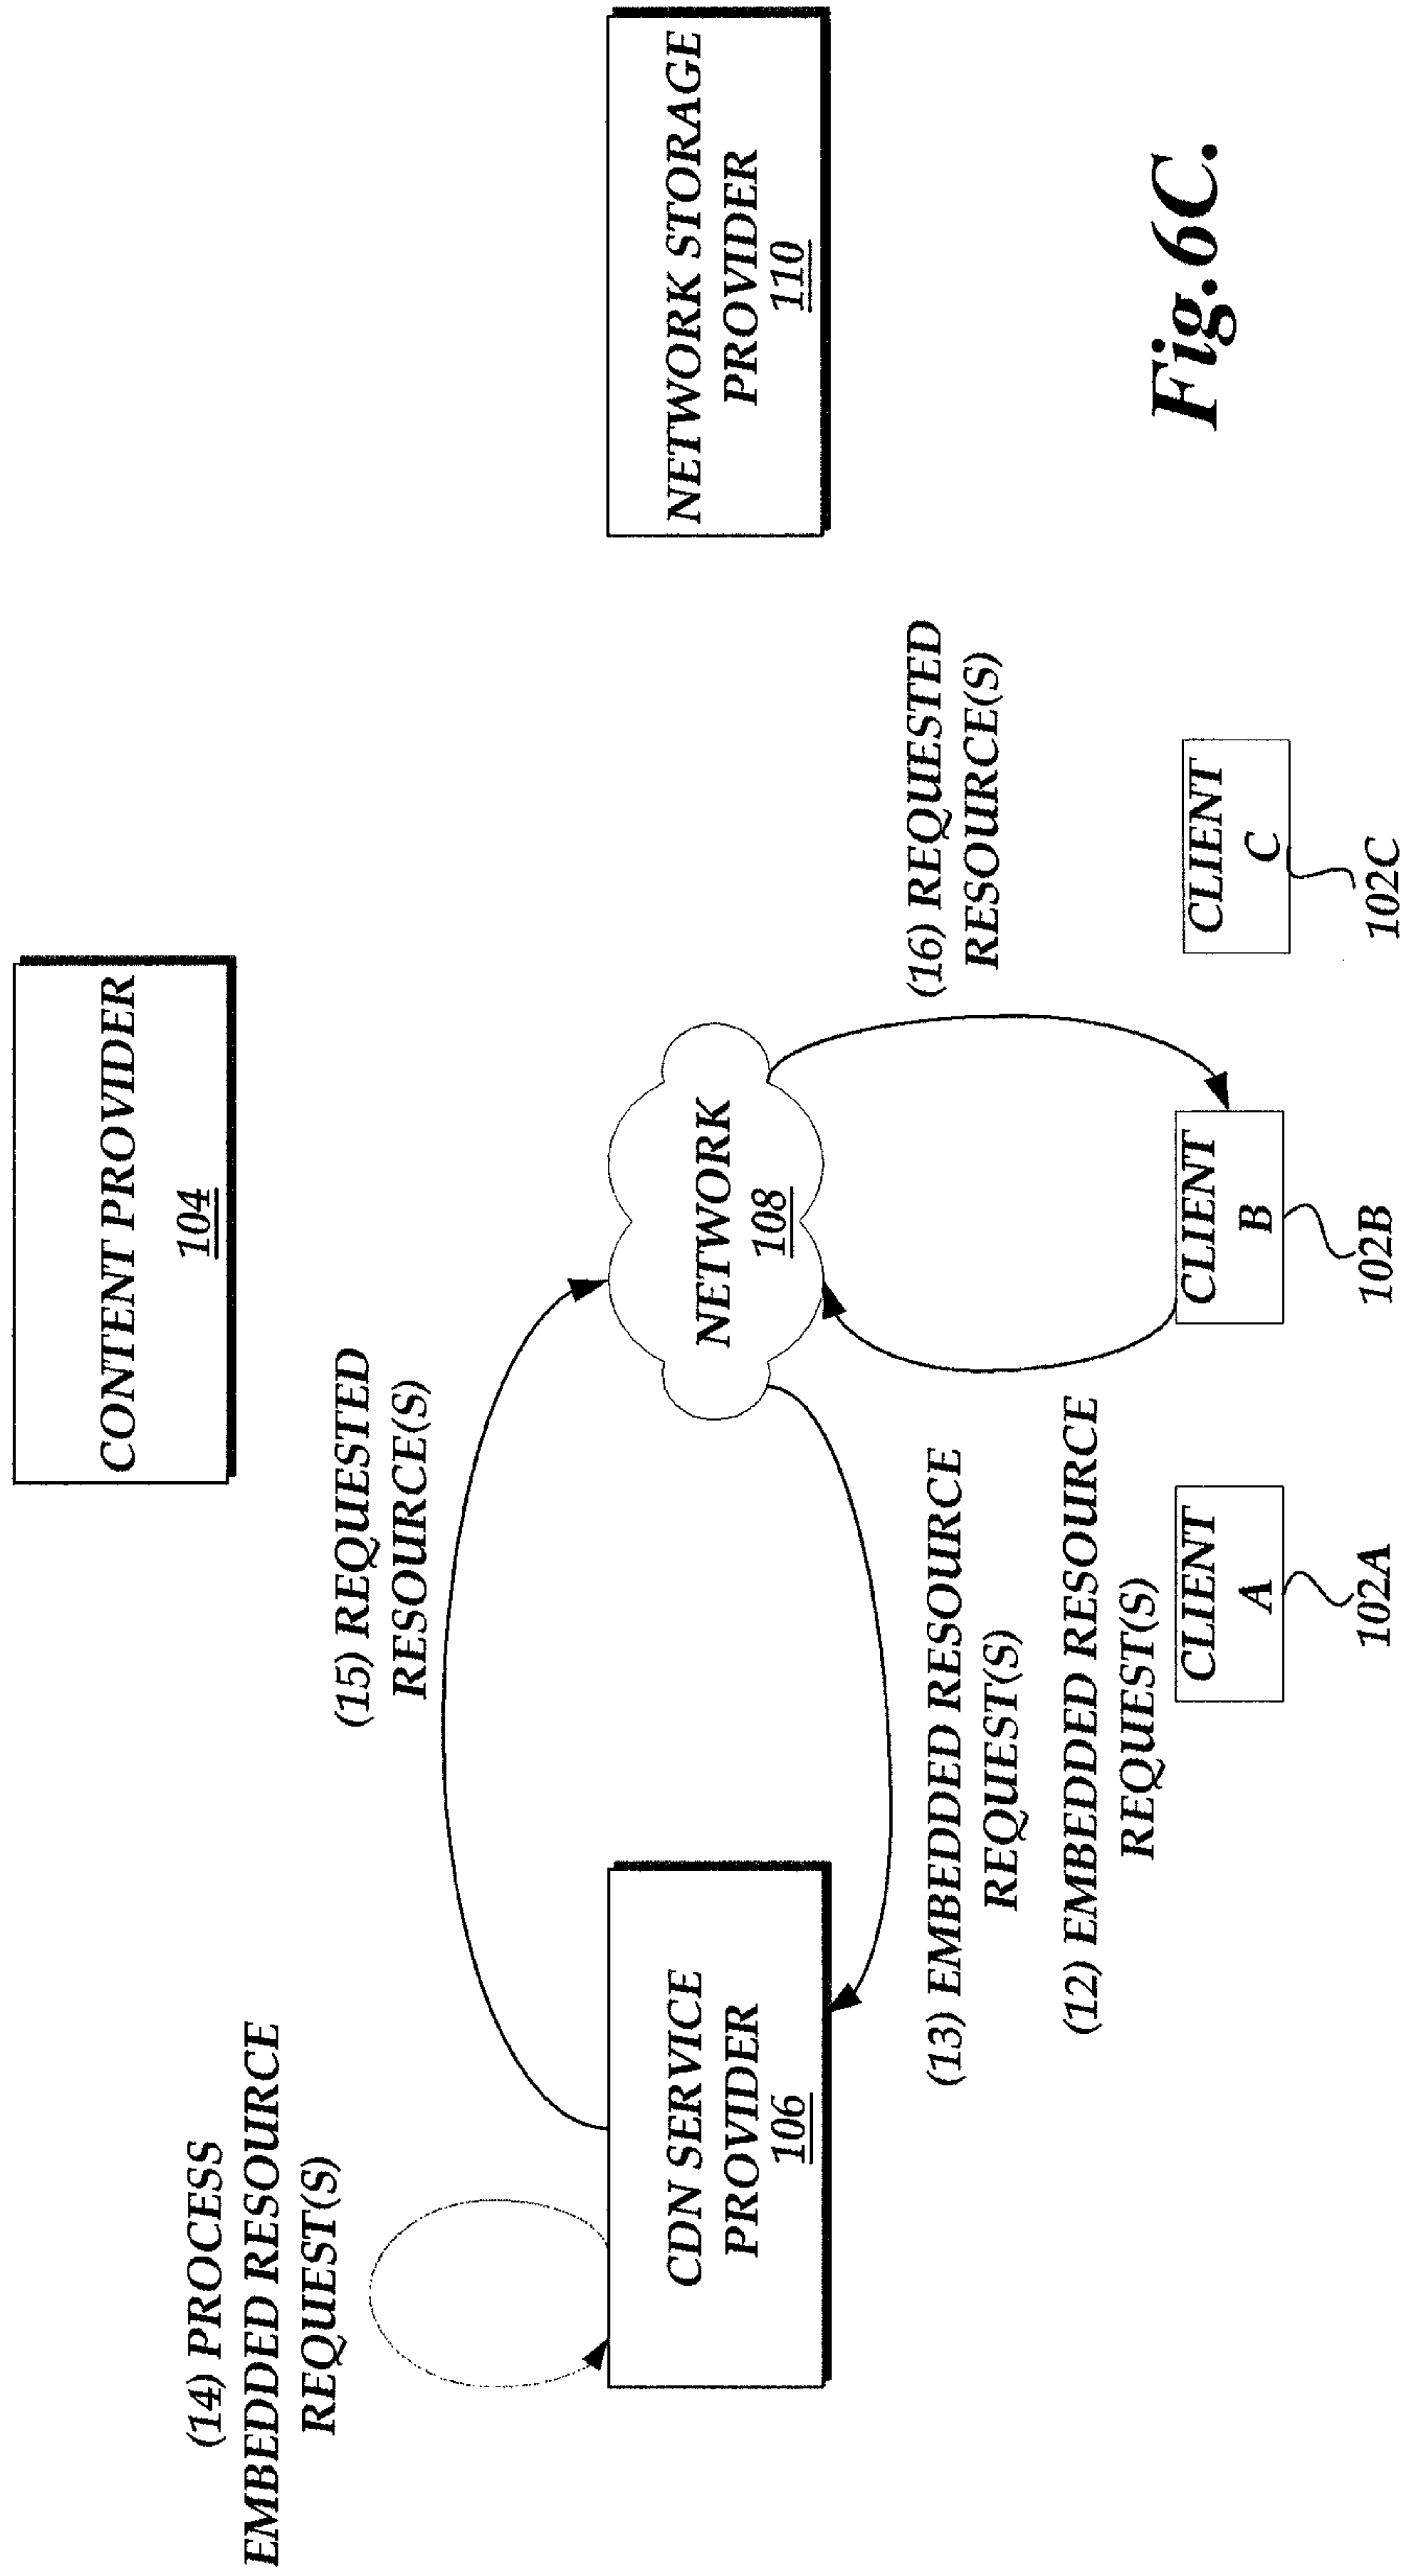 CONTENT PROVIDER
104
(14) PROCESS
EMBEDDED RESOURCE
REQUEST(S)
(15) REQUESTED
RESOURCE(S)
CDN SERVICE
PROVIDER
106
NETWORK
108
NETWORK STORAGE
PROVIDER
110
(13) EMBEDDED RESOURCE
REQUEST(S)
(16) REQUESTED
RESOURCE(S)
(12) EMBEDDED RESOURCE
REQUEST(S)
CLIENT
A
102A
CLIENT
B
102B
CLIENT
C
102C
Fig.6C.